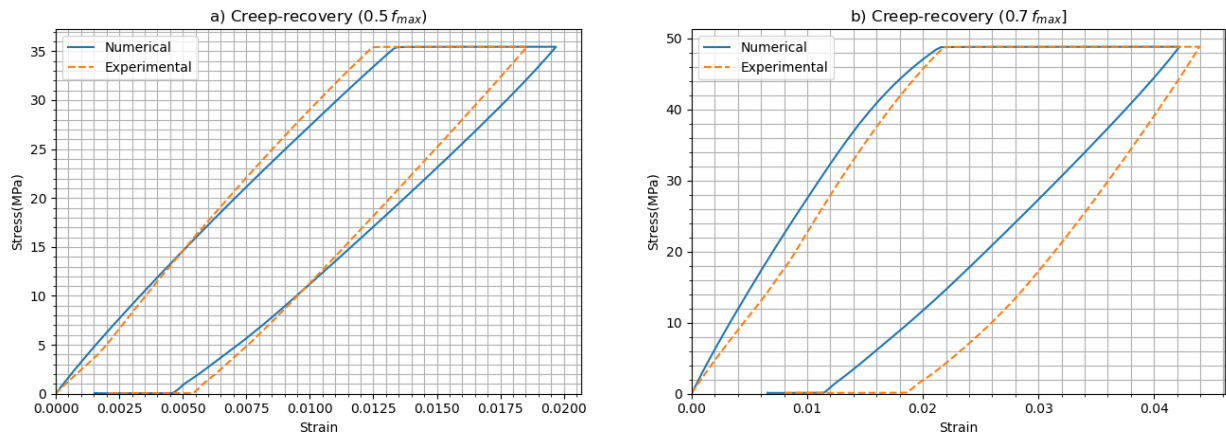 a) Creep-recovery (0.5 f_max)
Numerical
Experimental
Stress(MPa)
35
30
25
20
15
10
5
0
0.0000 0.0025 0.0050 0.0075 0.0100 0.0125 0.0150 0.0175 0.0200
Strain
b) Creep-recovery (0.7 f_max]
Numerical
Experimental
Stress(MPa)
50
40
30
20
10
0
0.00 0.01 0.02 0.03 0.04
Strain